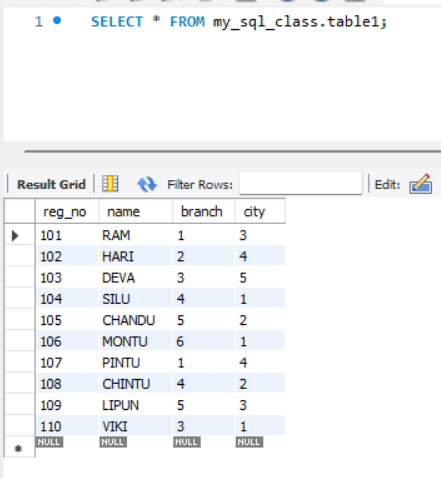 1 SELECT * FROM my_sql_class.table1;
Result Grid Filter Rows: Edit:
reg_no name branch city
101 RAM 1 3
102 HARI 2 4
103 DEVA 3 5
104 SILU 4 1
105 CHANDU 5 2
106 MONTU 6 1
107 PINTU 1 4
108 CHINTU 4 2
109 LIPUN 5 3
110 VIKI 3 1
NULL NULL NULL NULL